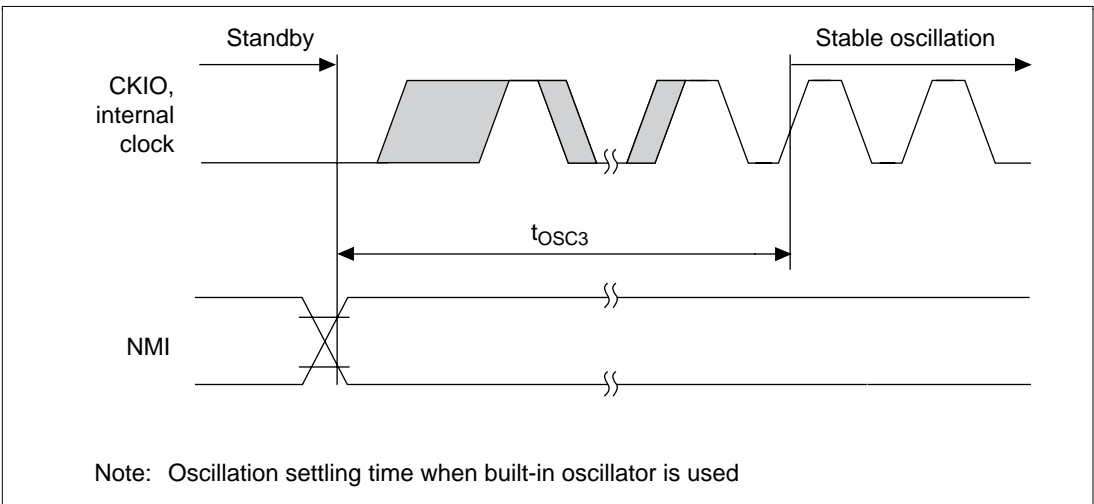 Standby
Stable oscillation
CKIO,
internal
clock
tOSC3
NMI
Note: Oscillation settling time when built-in oscillator is used